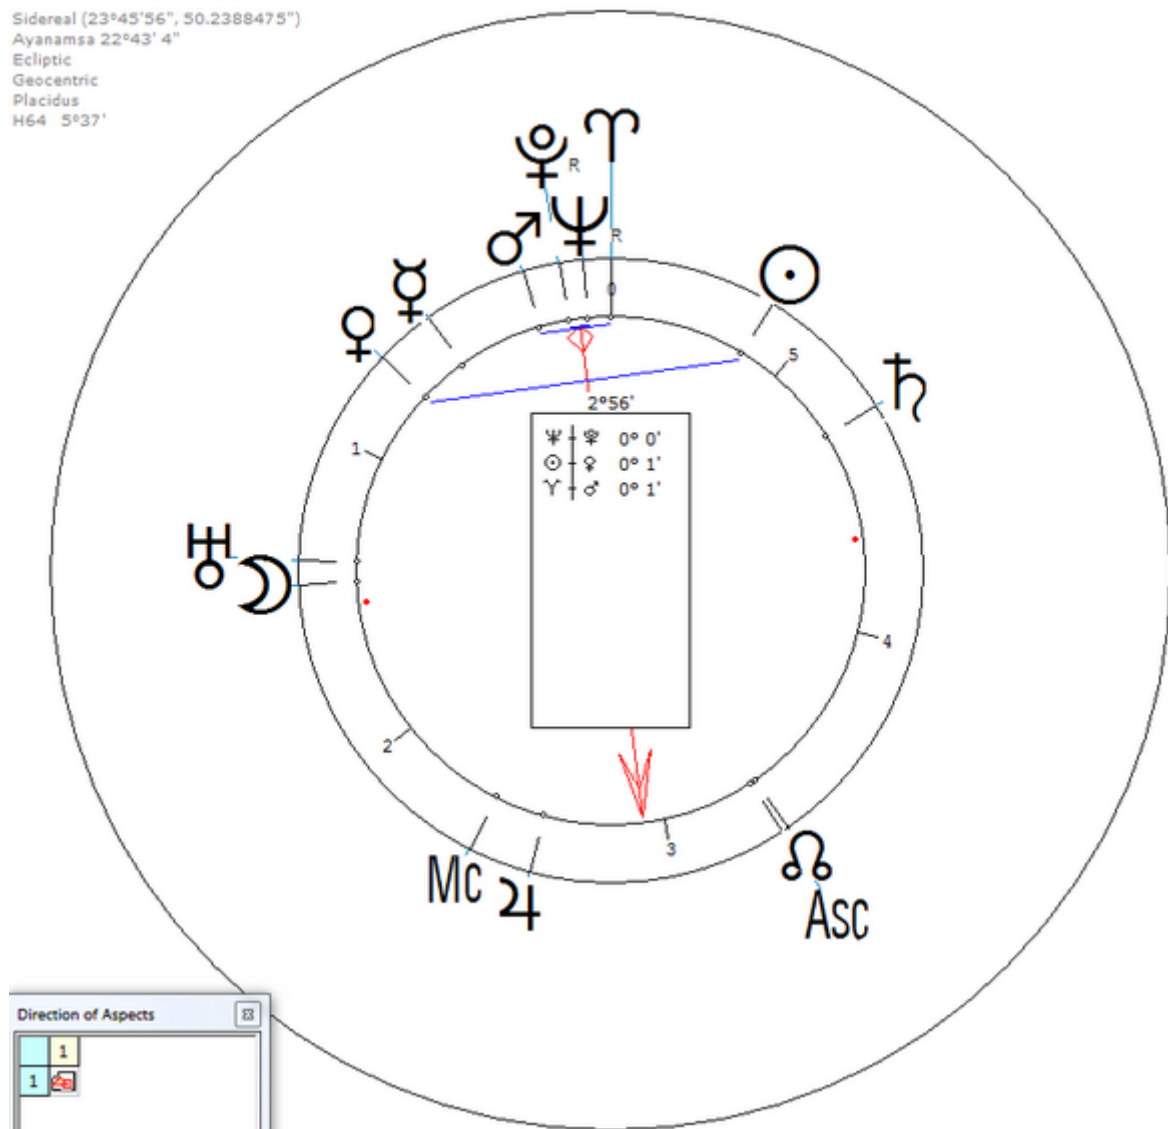 Sidereal (23°45'56", 50.2388475")
Ayanamsa 22°43' 4"
Ecliptic
Geocentric
Placidus
H64 5°37'
R
R
0
5
1
2°56'
♆ ♇ 0° 0'
☉ ♀ 0° 1'
♈ ♂ 0° 1'
4
2
3
Mc
Asc
Direction of Aspects
1
1